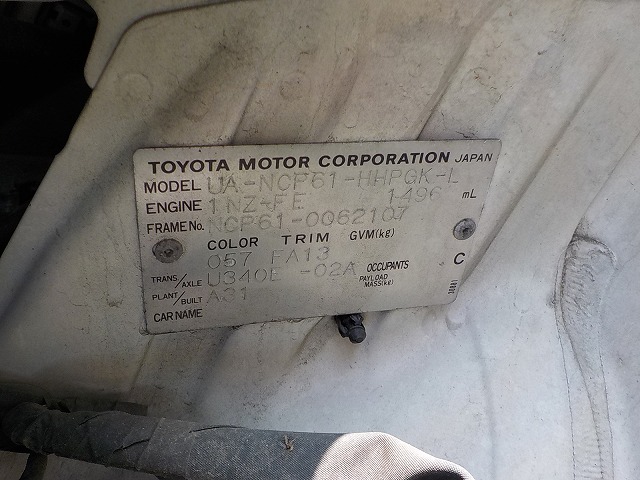 TOYOTA MOTOR CORPORATION JAPAN
MODEL UA-NCP61-HHPGK-L
ENGINE 1NZ-FE 1496 mL
FRAME No. NCP61-0062107
COLOR TRIM GVM(kg)
057 FA13
TRANS/AXLE U340E -02A OCCUPANTS C
PLANT/BUILT A31 PAYLOAD MASS(kg)
CAR NAME